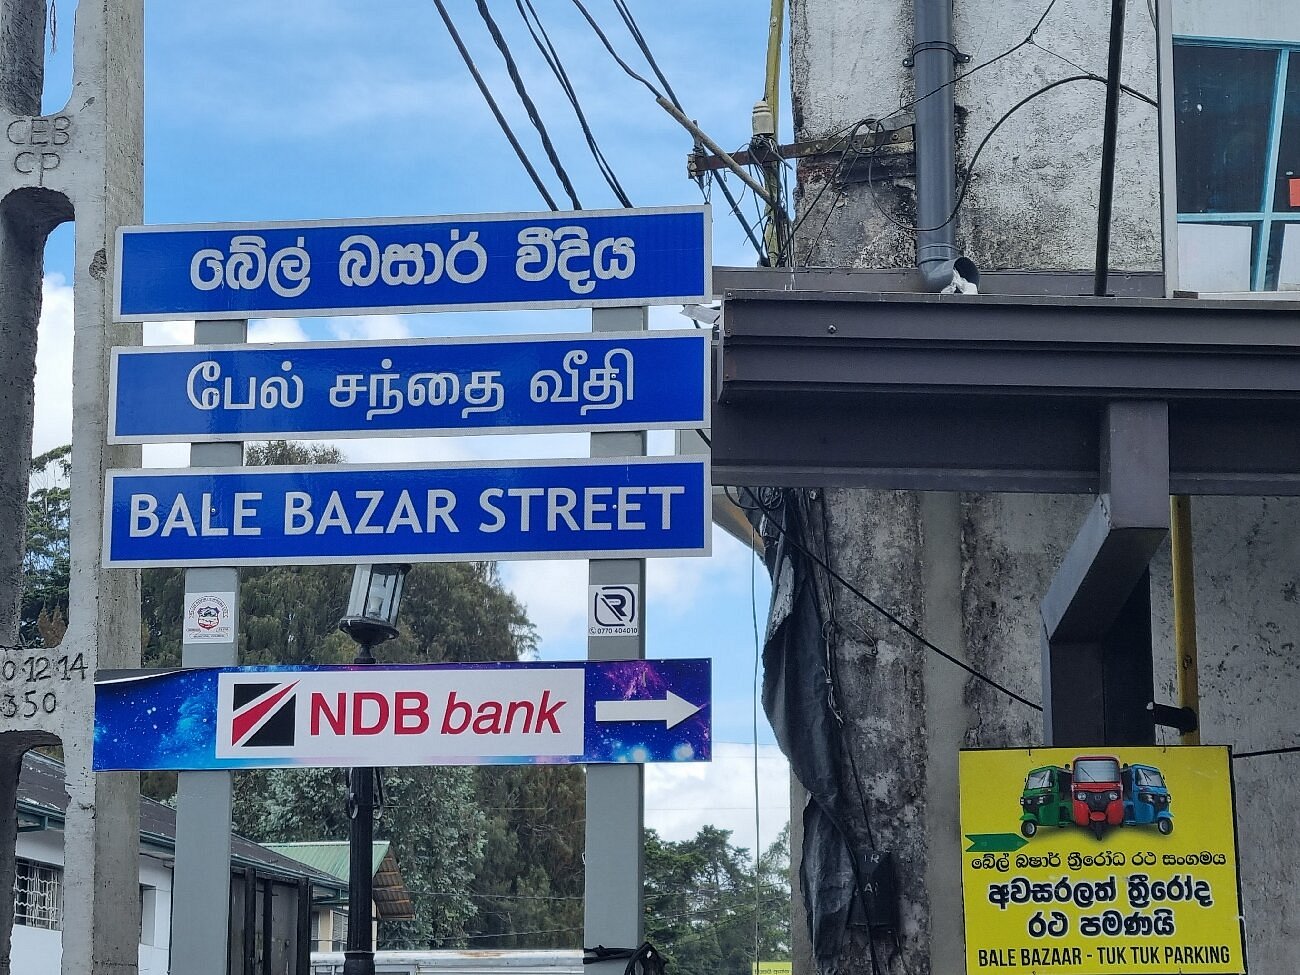 CEB
CP
බේල් බසාර් වීදිය
பேல் சந்தை வீதி
BALE BAZAR STREET
R
0770 404010
NDB bank
0 12 14
350
බේල් බෂාර් ත්‍රීරෝධ රථ සංගමය
අවසරලත් ත්‍රීරෝද
රථ පමණයි
BALE BAZAAR - TUK TUK PARKING